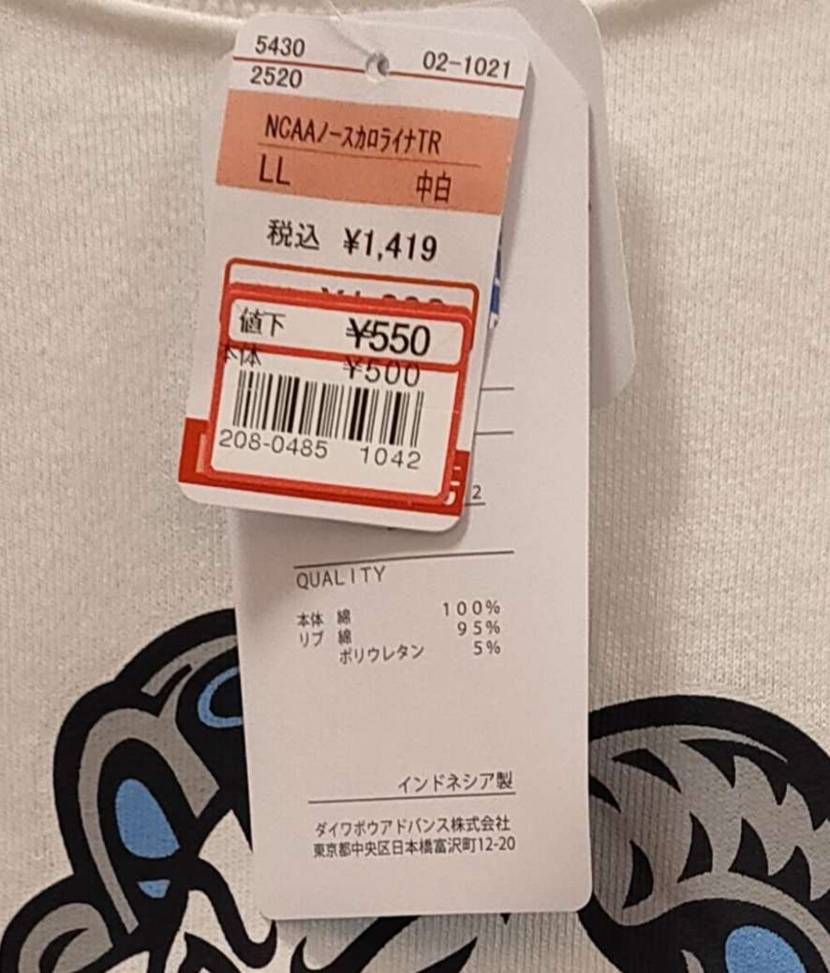 5430 02-1021
2520
NCAAノースカロライナTR
LL 中白
税込 ¥1,419
値下 ¥550
本体 ¥500
208-0485 1042
2
QUALITY
本体 綿 100%
リブ 綿 95%
ポリウレタン 5%
インドネシア製
ダイワボウアドバンス株式会社
東京都中央区日本橋富沢町12-20